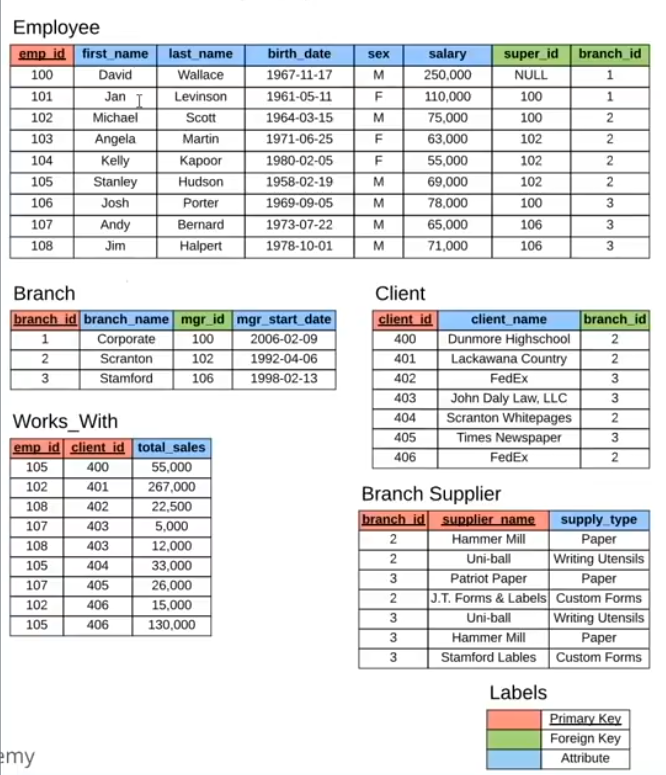 Employee
emp_id first_name last_name birth_date sex salary super_id branch_id
100 David Wallace 1967-11-17 M 250,000 NULL 1
101 Jan Levinson 1961-05-11 F 110,000 100 1
102 Michael Scott 1964-03-15 M 75,000 100 2
103 Angela Martin 1971-06-25 F 63,000 102 2
104 Kelly Kapoor 1980-02-05 F 55,000 102 2
105 Stanley Hudson 1958-02-19 M 69,000 102 2
106 Josh Porter 1969-09-05 M 78,000 100 3
107 Andy Bernard 1973-07-22 M 65,000 106 3
108 Jim Halpert 1978-10-01 M 71,000 106 3
Branch
branch_id branch_name mgr_id mgr_start_date
1 Corporate 100 2006-02-09
2 Scranton 102 1992-04-06
3 Stamford 106 1998-02-13
Client
client_id client_name branch_id
400 Dunmore Highschool 2
401 Lackawana Country 2
402 FedEx 3
403 John Daly Law, LLC 3
404 Scranton Whitepages 2
405 Times Newspaper 3
406 FedEx 2
Works_With
emp_id client_id total_sales
105 400 55,000
102 401 267,000
108 402 22,500
107 403 5,000
108 403 12,000
105 404 33,000
107 405 26,000
102 406 15,000
105 406 130,000
Branch Supplier
branch_id supplier_name supply_type
2 Hammer Mill Paper
2 Uni-ball Writing Utensils
3 Patriot Paper Paper
2 J.T. Forms & Labels Custom Forms
3 Uni-ball Writing Utensils
3 Hammer Mill Paper
3 Stamford Lables Custom Forms
Labels
Primary Key
Foreign Key
Attribute
emy